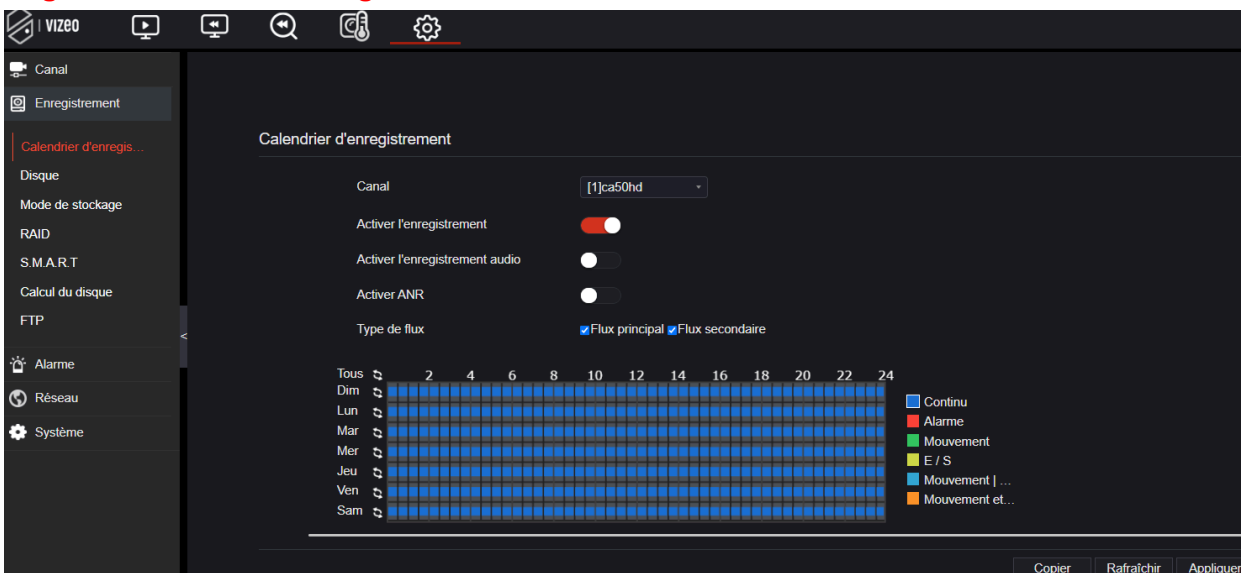 VIZEO
Canal
Enregistrement
Calendrier d'enregis...
Disque
Mode de stockage
RAID
S.M.A.R.T
Calcul du disque
FTP
<
Alarme
Réseau
Système
Calendrier d'enregistrement
Canal [1]ca50hd
Activer l'enregistrement
Activer l'enregistrement audio
Activer ANR
Type de flux Flux principal Flux secondaire
Tous 2 4 6 8 10 12 14 16 18 20 22 24
Dim
Lun
Mar
Mer
Jeu
Ven
Sam
Continu
Alarme
Mouvement
E / S
Mouvement | ...
Mouvement et...
Copier Rafraîchir Appliquer